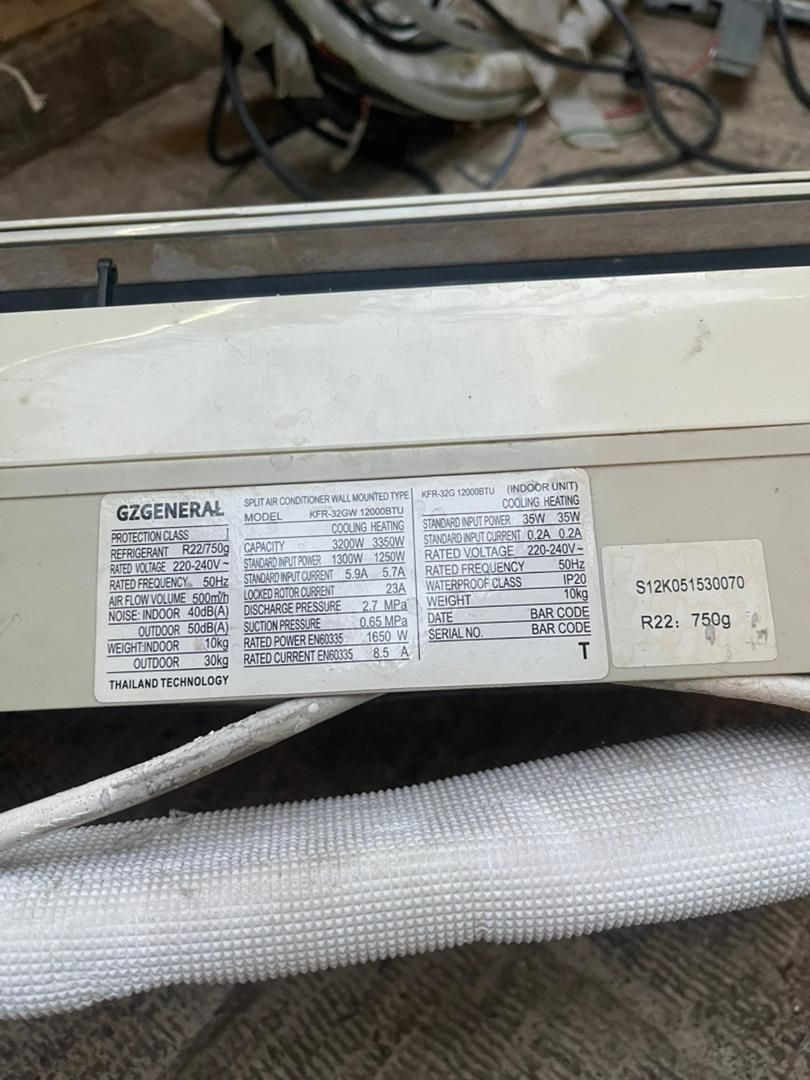 GZGENERAL
PROTECTION CLASS
REFRIGERANT R22/750g
RATED VOLTAGE 220-240V~
RATED FREQUENCY 50Hz
AIR FLOW VOLUME 500m³/h
NOISE: INDOOR 40dB(A)
OUTDOOR 50dB(A)
WEIGHT:INDOOR 10kg
OUTDOOR 30kg
THAILAND TECHNOLOGY
SPLIT AIR CONDITIONER WALL MOUNTED TYPE
MODEL KFR-32GW 12000BTU
COOLING HEATING
CAPACITY 3200W 3350W
STANDARD INPUT POWER 1300W 1250W
STANDARD INPUT CURRENT 5.9A 5.7A
LOCKED ROTOR CURRENT 23A
DISCHARGE PRESSURE 2.7 MPa
SUCTION PRESSURE 0.65 MPa
RATED POWER EN60335 1650 W
RATED CURRENT EN60335 8.5 A
KFR-32G 12000BTU (INDOOR UNIT)
COOLING HEATING
STANDARD INPUT POWER 35W 35W
STANDARD INPUT CURRENT 0.2A 0.2A
RATED VOLTAGE 220-240V~
RATED FREQUENCY 50Hz
WATERPROOF CLASS IP20
WEIGHT 10kg
DATE BAR CODE
SERIAL NO. BAR CODE
T
S12K051530070
R22: 750g